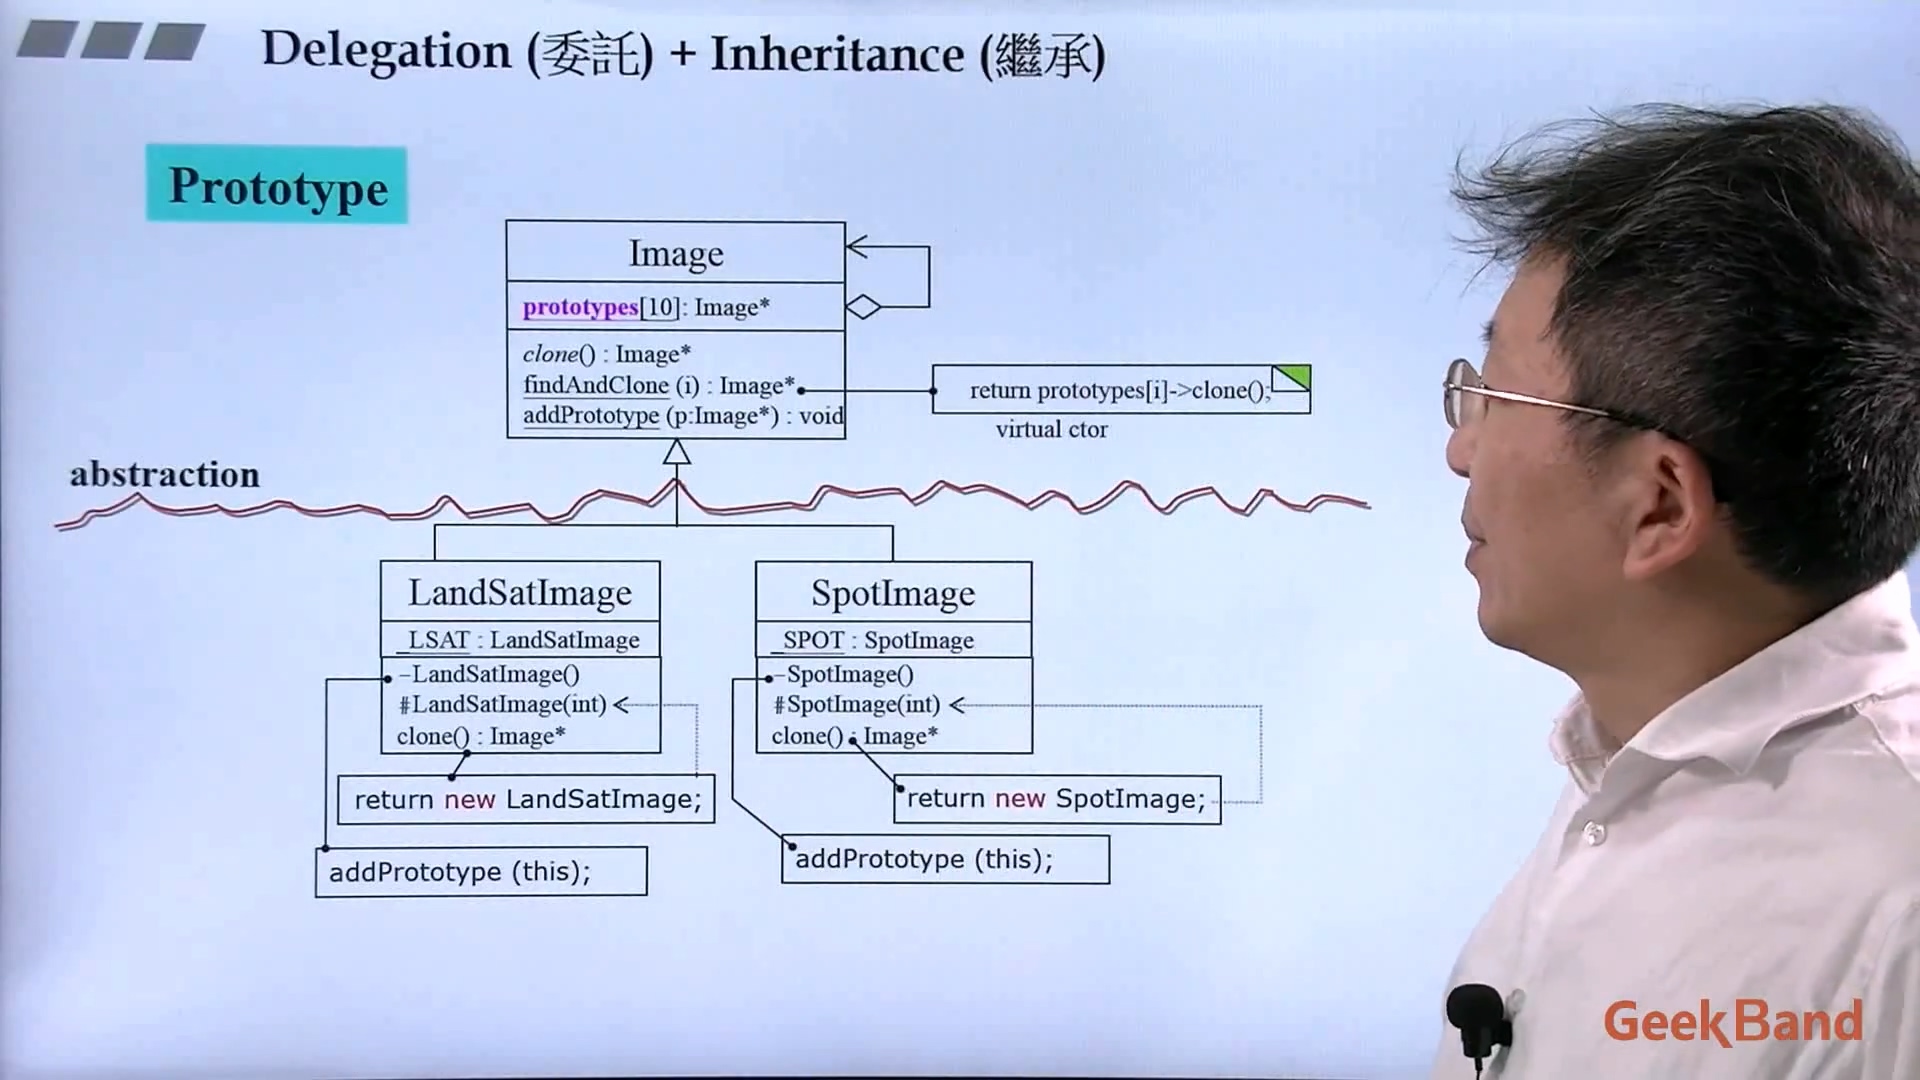 Delegation (委託) + Inheritance (繼承)
Prototype
Image
prototypes[10]: Image*
clone() : Image*
findAndClone (i) : Image*
addPrototype (p:Image*) : void
return prototypes[i]->clone();
virtual ctor
abstraction
LandSatImage
_LSAT : LandSatImage
-LandSatImage()
#LandSatImage(int)
clone() : Image*
return new LandSatImage;
addPrototype (this);
SpotImage
_SPOT : SpotImage
-SpotImage()
#SpotImage(int)
clone() : Image*
return new SpotImage;
addPrototype (this);
GeekBand